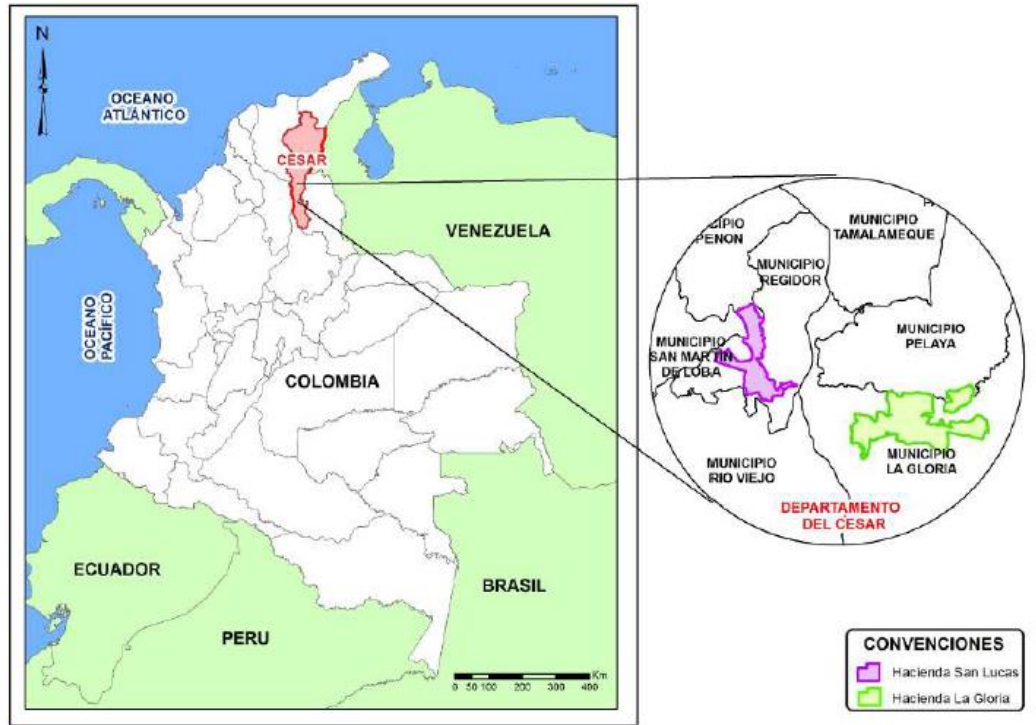 N
OCEANO
ATLÁNTICO
CESAR
VENEZUELA
OCEANO
PACÍFICO
COLOMBIA
ECUADOR
BRASIL
PERU
Km
0 50 100 200 300 400
CIPIO
PENON
MUNICIPIO
TAMALAMEQUE
MUNICIPIO
REGIDOR
MUNICIPIO
PELAYA
MUNICIPIO
SAN MARTIN
DE LOBA
MUNICIPIO
LA GLORIA
MUNICIPIO
RIO VIEJO
DEPARTAMENTO
DEL CESAR
CONVENCIONES
Hacienda San Lucas
Hacienda La Gloria